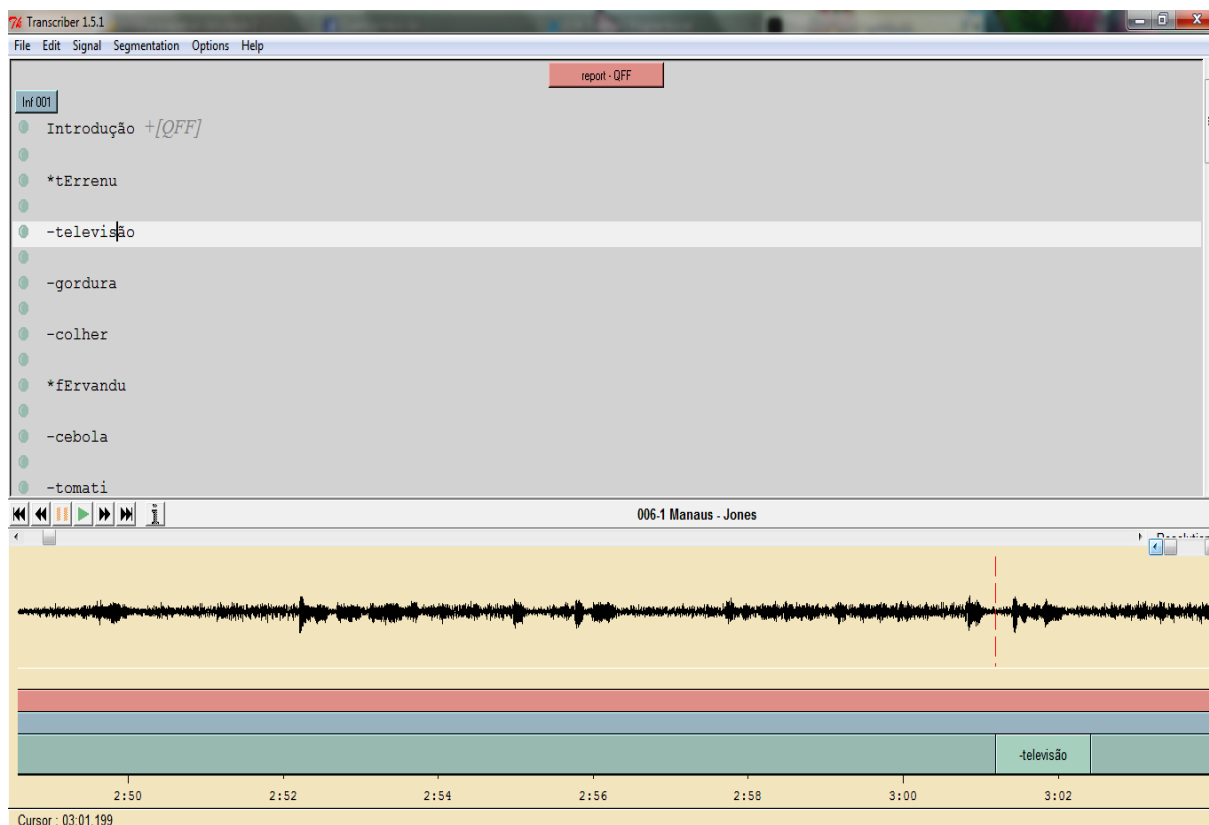 Transcriber 1.5.1
File Edit Signal Segmentation Options Help
report - QFF
Inf 001
Introdução +[QFF]
*tErrenu
-televisão
-gordura
-colher
*fErvandu
-cebola
-tomati
006-1 Manaus - Jones
-televisão
2:50 2:52 2:54 2:56 2:58 3:00 3:02
Cursor : 03:01.199